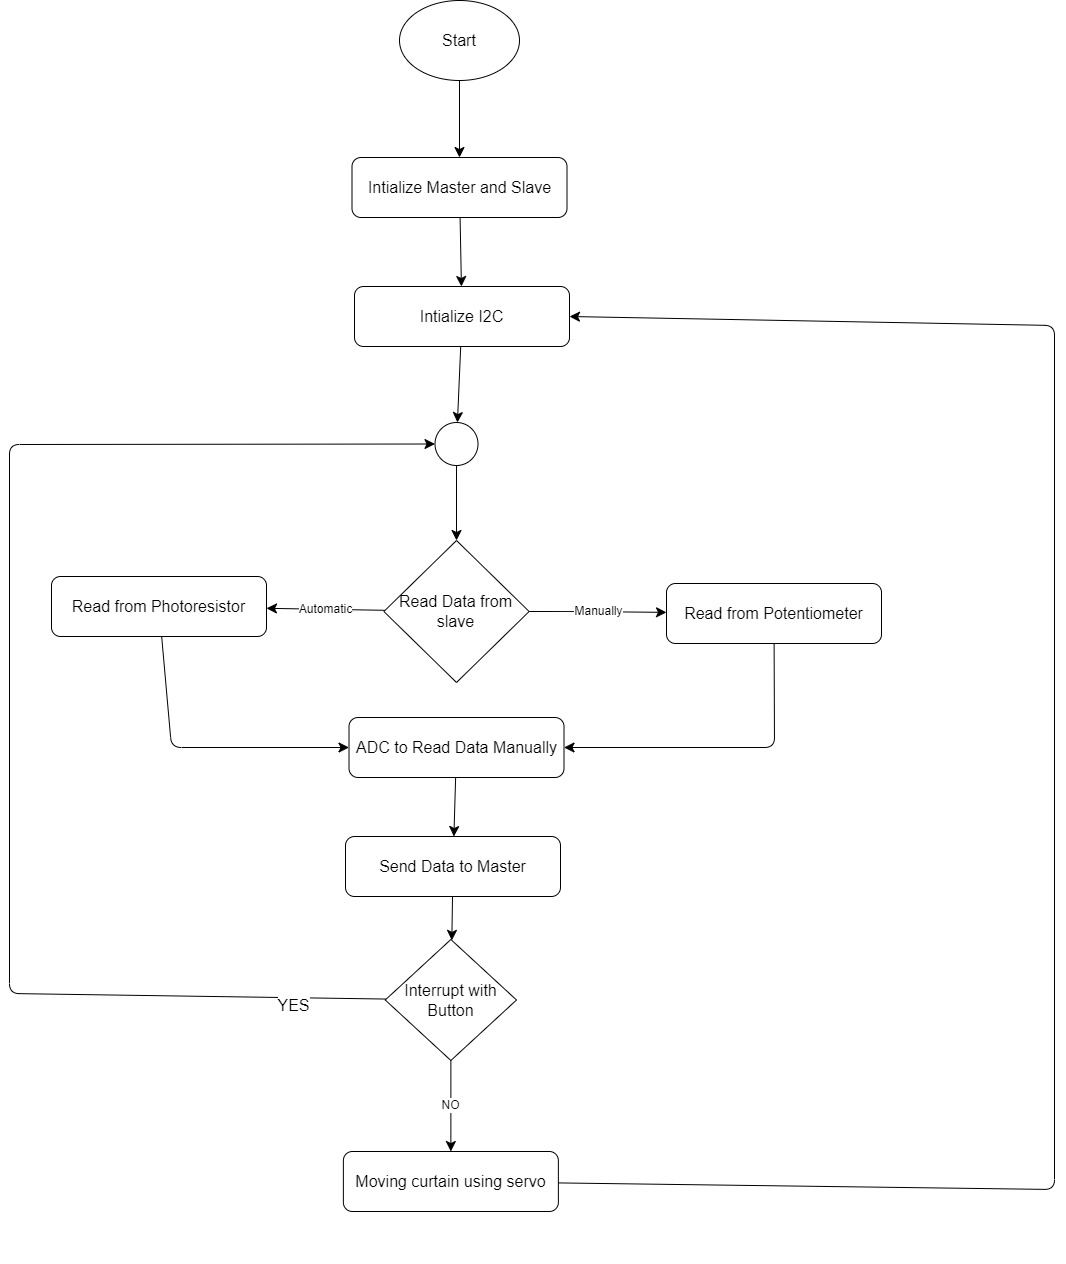 Start
Intialize Master and Slave
Intialize I2C
Read from Photoresistor
Automatic
Read Data from
slave
Manually
Read from Potentiometer
ADC to Read Data Manually
Send Data to Master
Interrupt with
Button
YES
NO
Moving curtain using servo